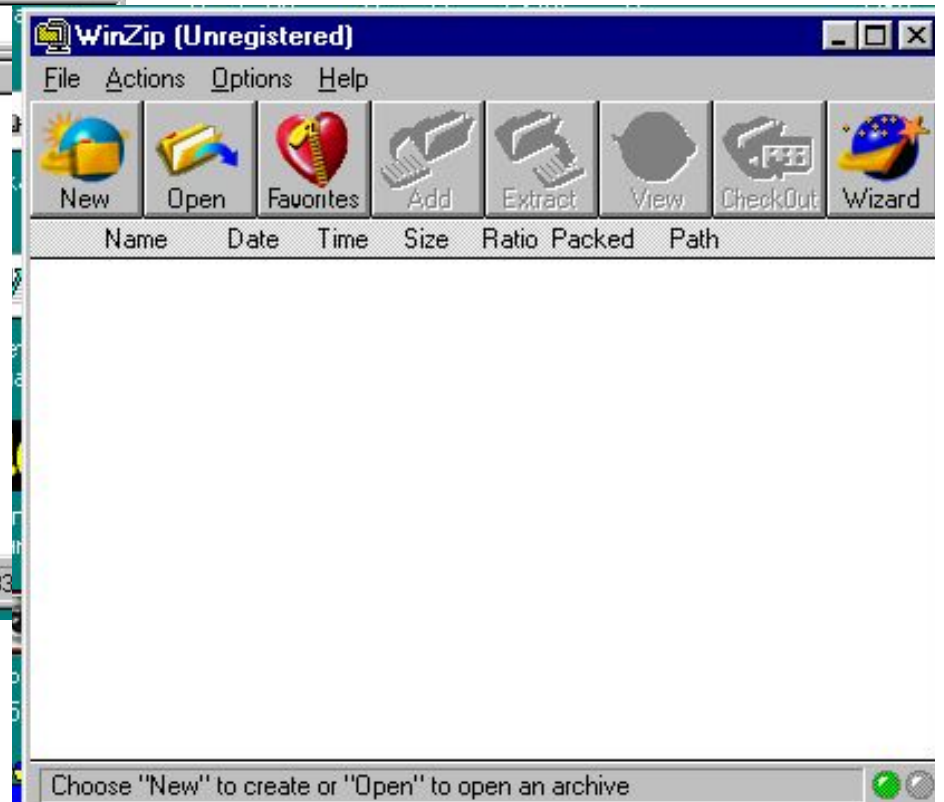 WinZip (Unregistered)
File Actions Options Help
New Open Favorites Add Extract View CheckOut Wizard
Name Date Time Size Ratio Packed Path
Choose "New" to create or "Open" to open an archive